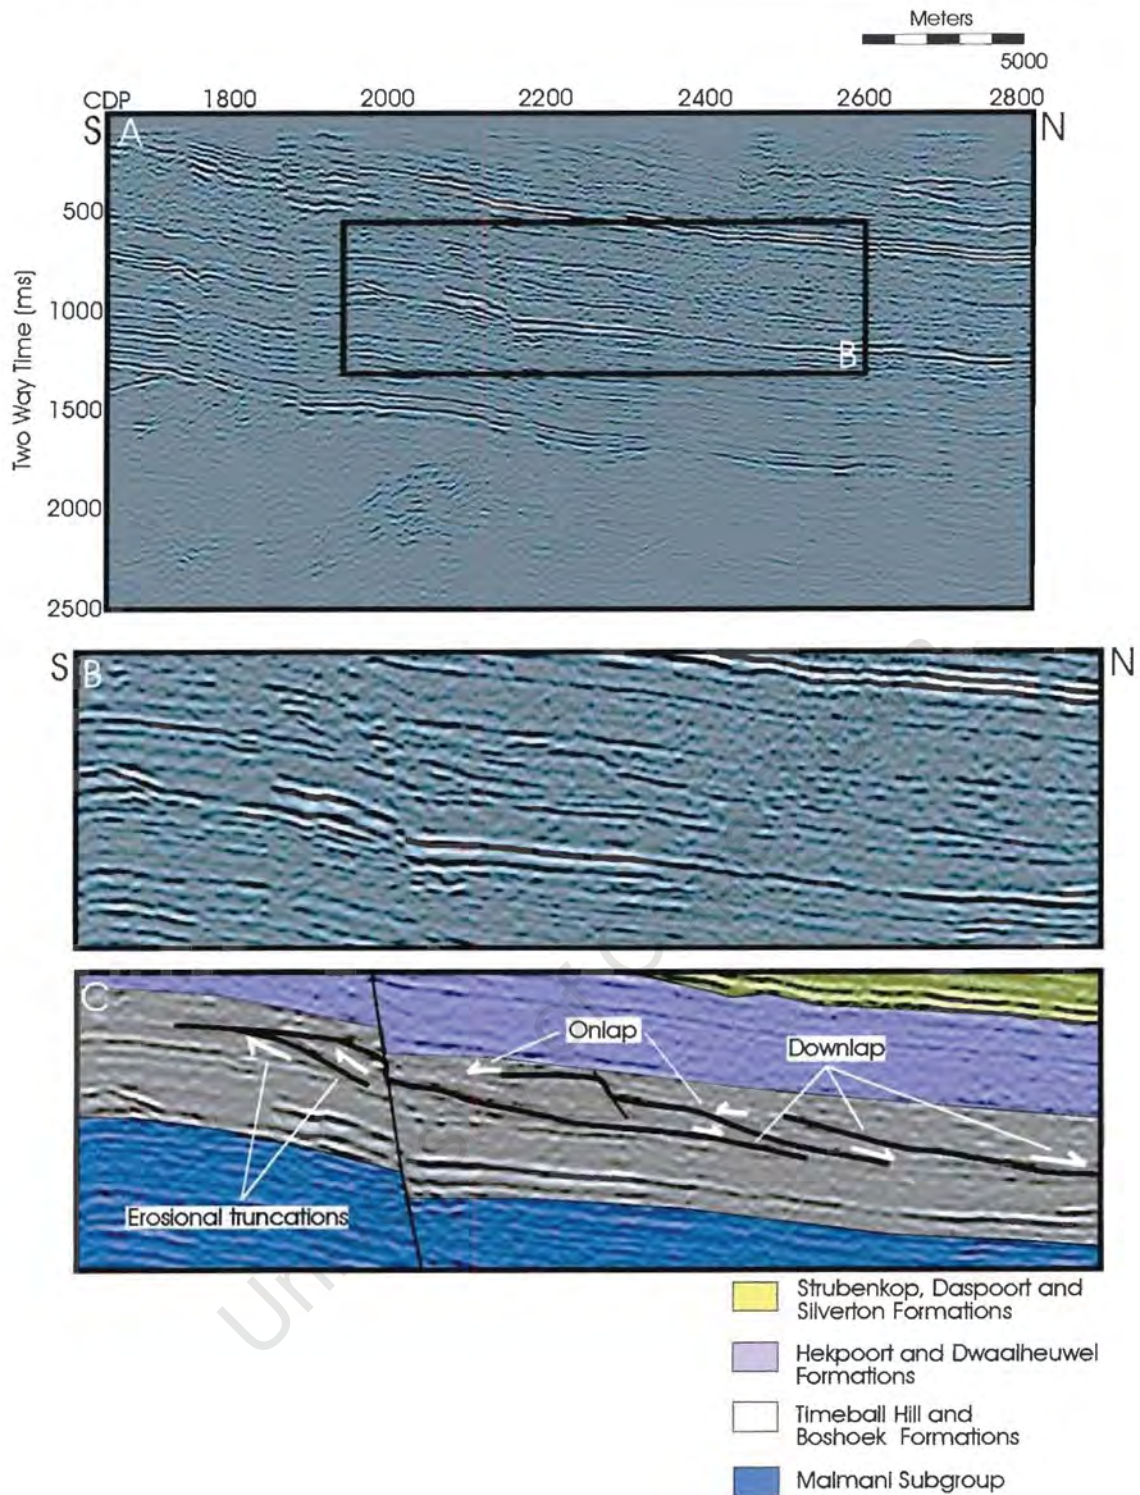 Meters
5000
CDP 1800 2000 2200 2400 2600 2800
S A N
500
1000
1500
2000
2500
Two Way Time (ms)
B
S B N
C
Onlap
Downlap
Erosional truncations
Strubenkop, Daspoort and
Silverton Formations
Hekpoort and Dwaalheuwel
Formations
Timeball Hill and
Boshoek Formations
Malmani Subgroup